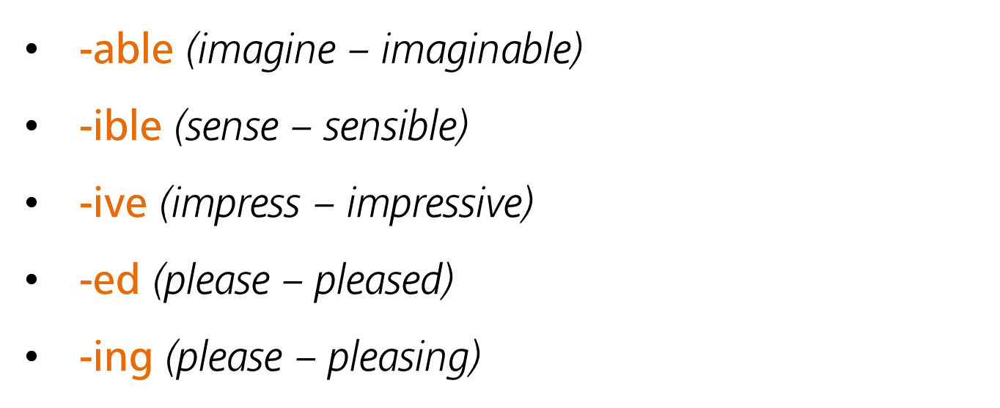 • -able (imagine – imaginable)
• -ible (sense – sensible)
• -ive (impress – impressive)
• -ed (please – pleased)
• -ing (please – pleasing)